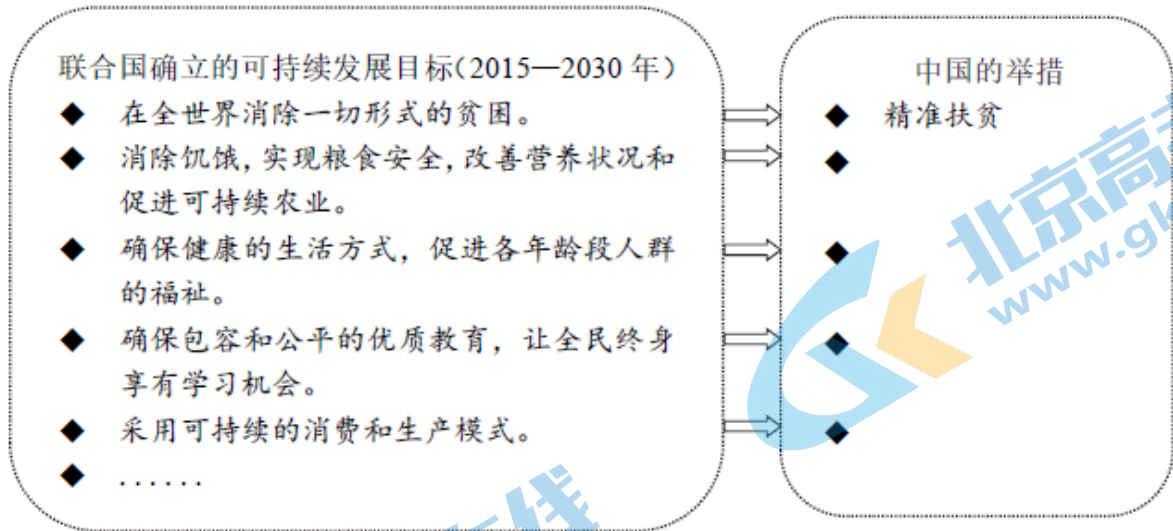 联合国确立的可持续发展目标(2015—2030 年)
◆ 在全世界消除一切形式的贫困。
◆ 消除饥饿,实现粮食安全,改善营养状况和
促进可持续农业。
◆ 确保健康的生活方式，促进各年龄段人群
的福祉。
◆ 确保包容和公平的优质教育，让全民终身
享有学习机会。
◆ 采用可持续的消费和生产模式。
◆ ......
中国的举措
◆ 精准扶贫
◆
◆
◆
◆
北京高
www.g
在线